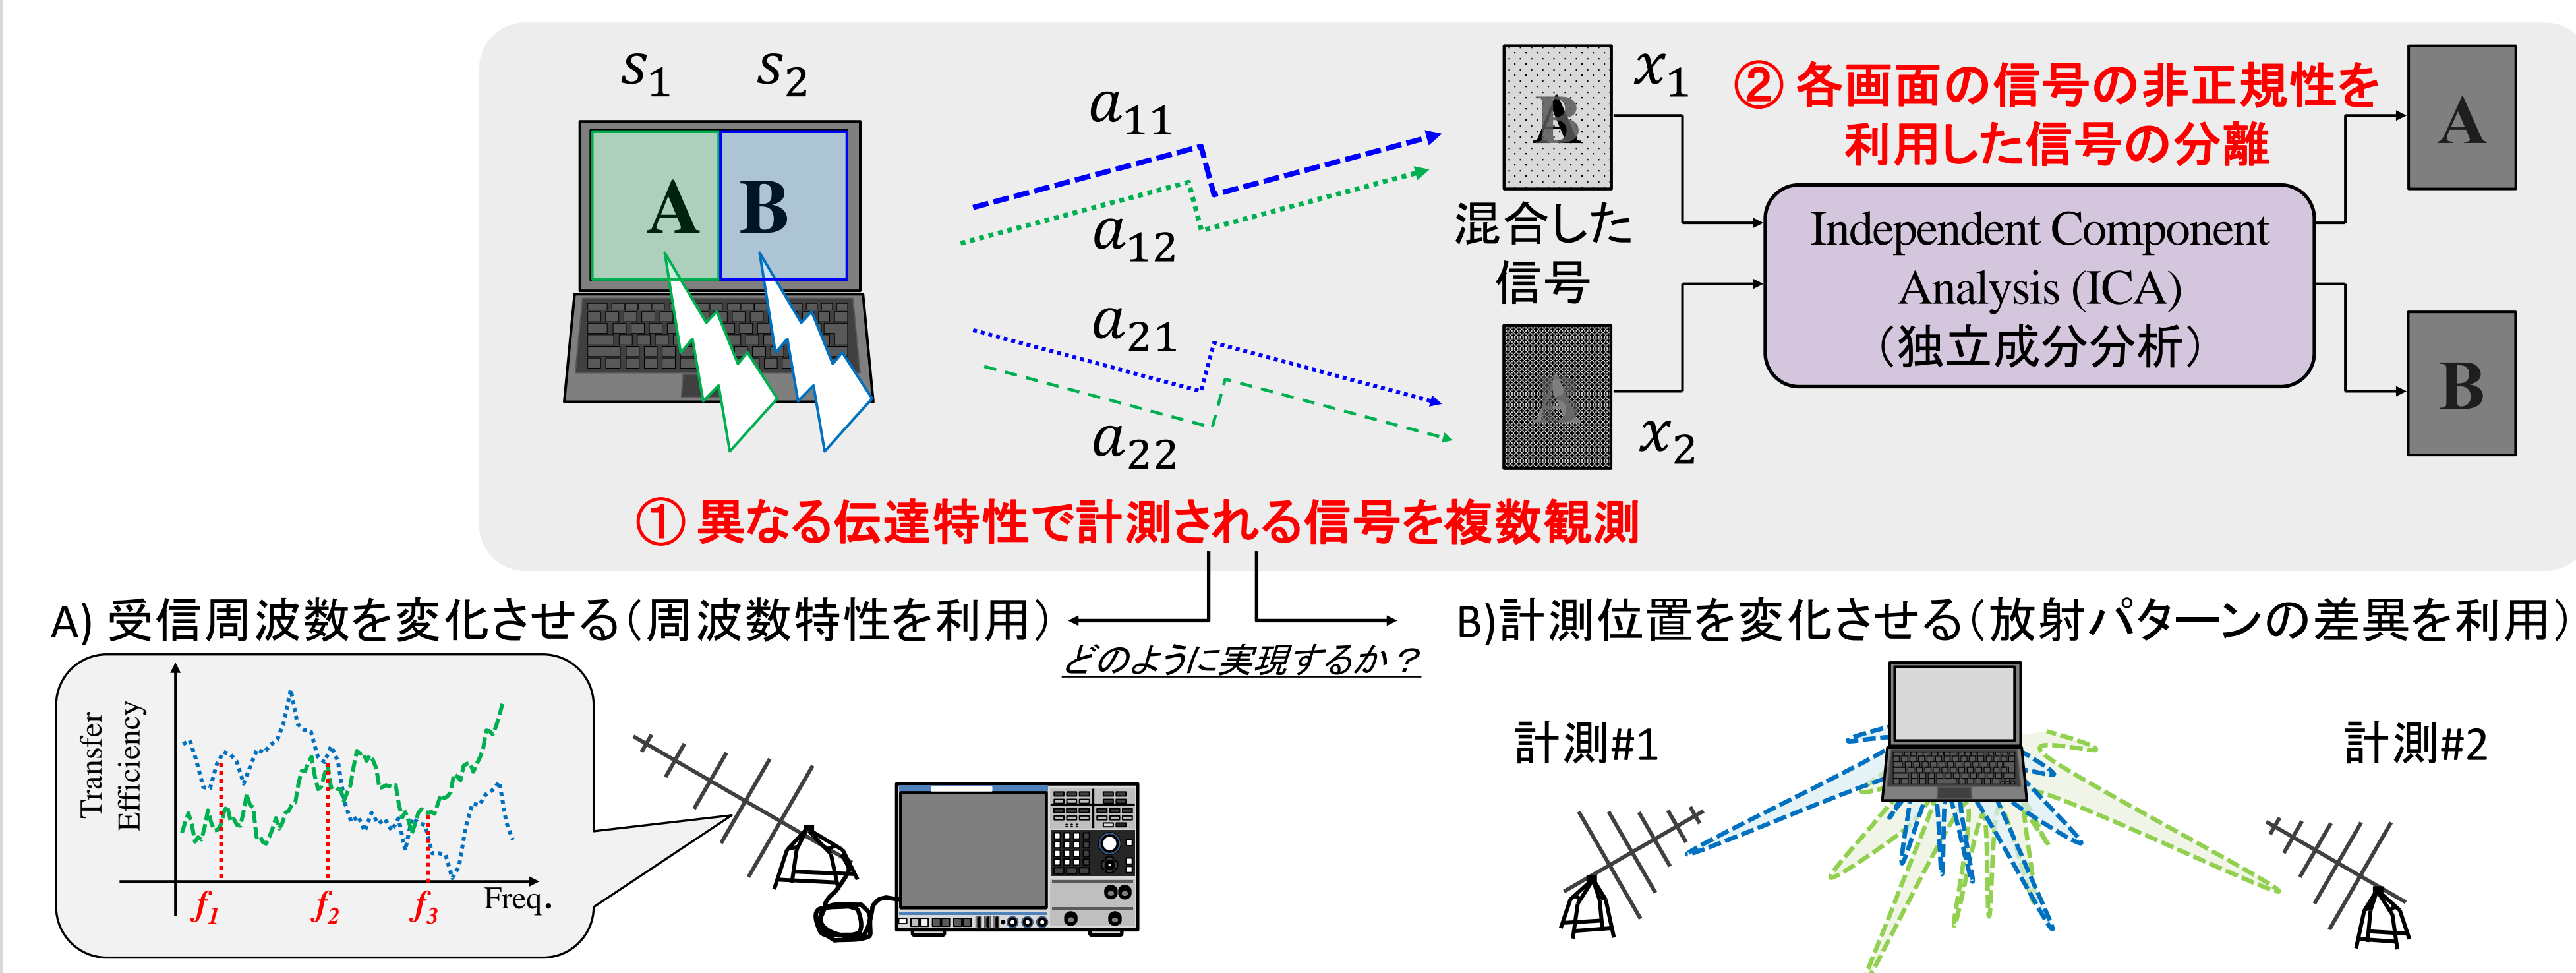 s₁ s₂
A B
a₁₁
a₁₂
a₂₁
a₂₂
A B
x₁
混合した
信号
A B
x₂
② 各画面の信号の非正規性を
利用した信号の分離
Independent Component
Analysis (ICA)
（独立成分分析）
A
B
① 異なる伝達特性で計測される信号を複数観測
A) 受信周波数を変化させる（周波数特性を利用）
どのように実現するか？
B)計測位置を変化させる（放射パターンの差異を利用）
Transfer
Efficiency
f₁ f₂ f₃
Freq.
計測#1
計測#2